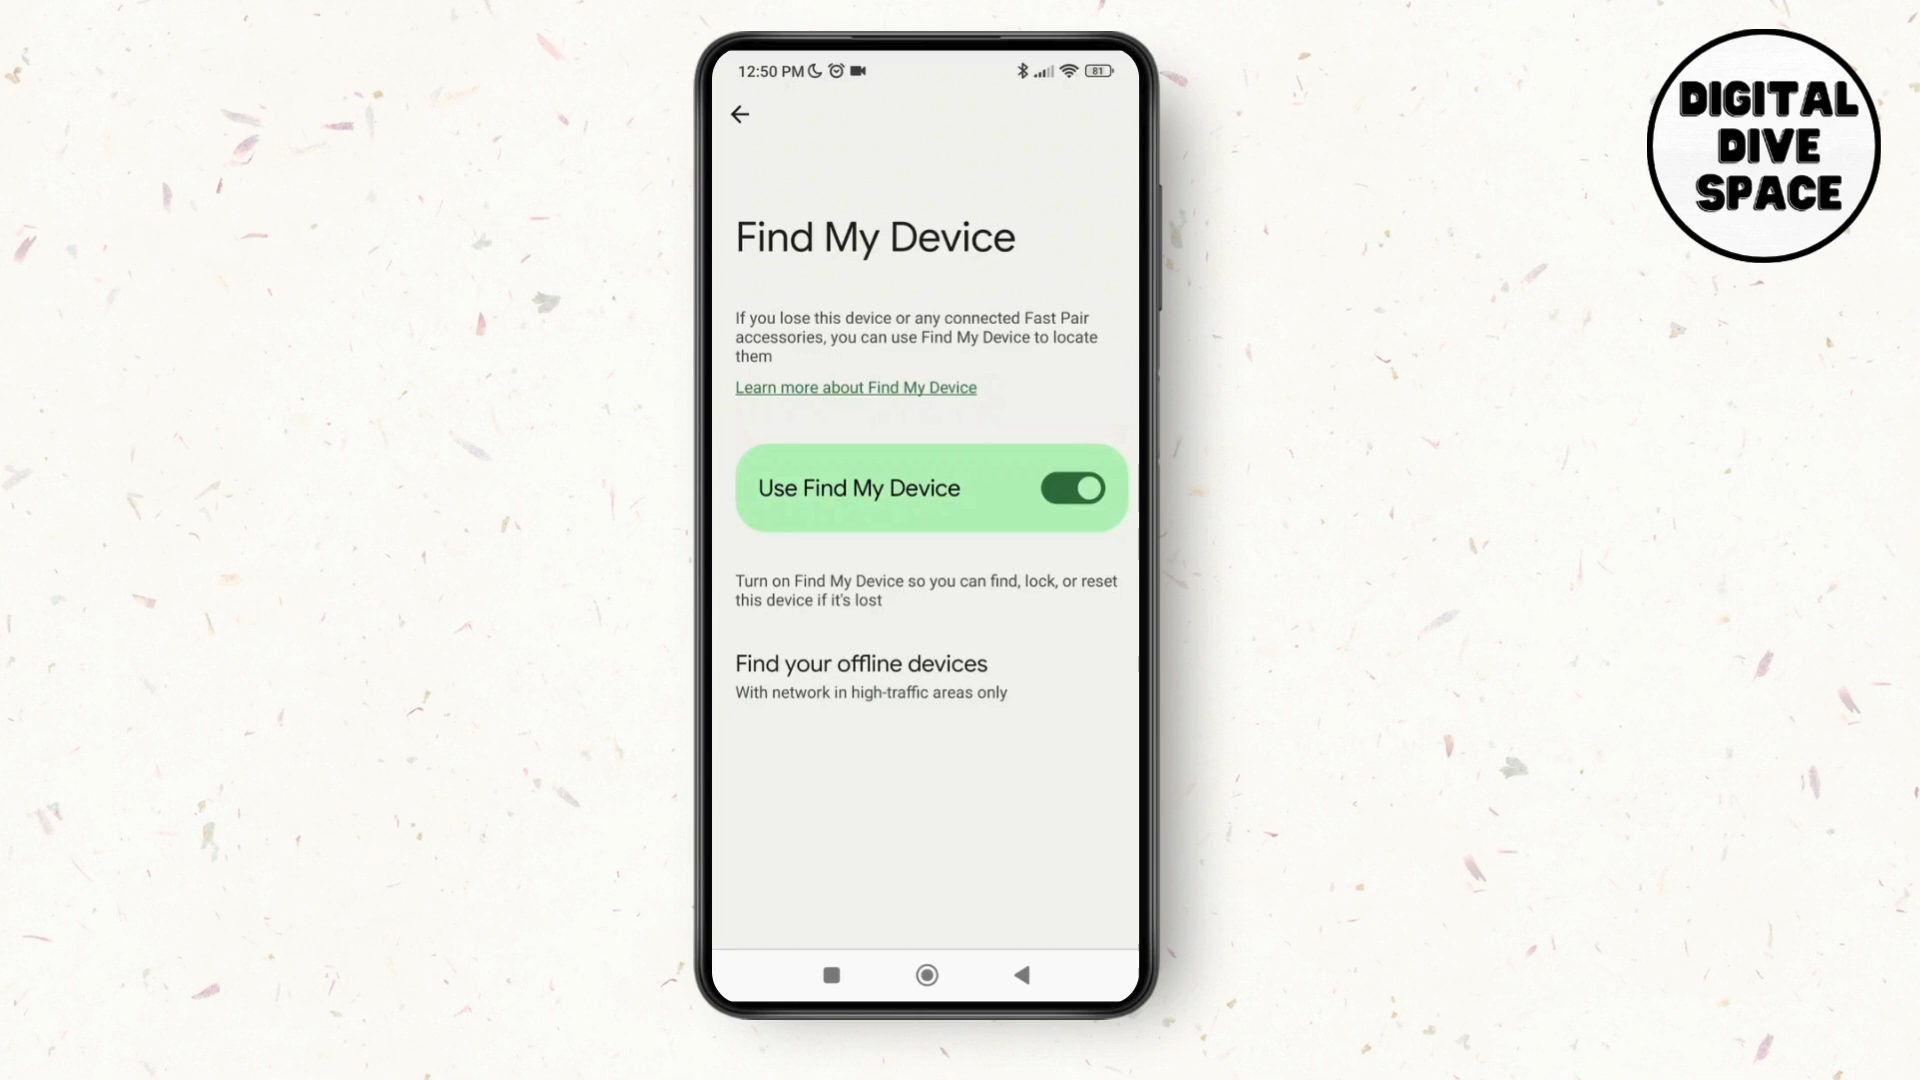 12:50 PM
81
Find My Device
If you lose this device or any connected Fast Pair
accessories, you can use Find My Device to locate
them
Learn more about Find My Device
Use Find My Device
Turn on Find My Device so you can find, lock, or reset
this device if it's lost
Find your offline devices
With network in high-traffic areas only
DIGITAL
DIVE
SPACE